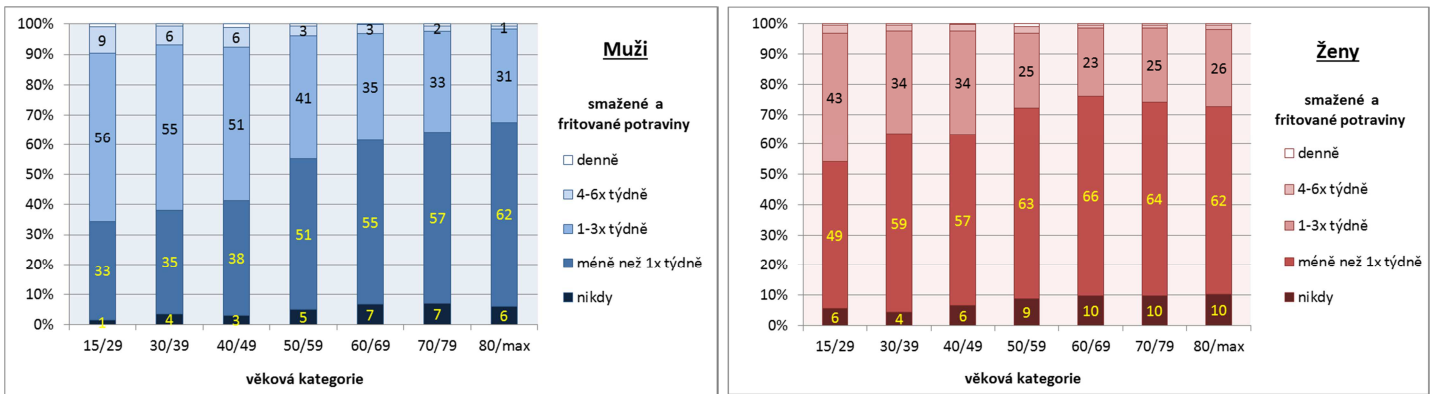 Muži
100%
90%
80%
70%
60%
50%
40%
30%
20%
10%
0%
9 6 6 3 3 2 1
56 55 51 41 35 33 31
33 35 38 51 55 57 62
1 4 3 5 7 7 6
15/29 30/39 40/49 50/59 60/69 70/79 80/max
věková kategorie
smažené a
fritované potraviny
denně
4-6x týdně
1-3x týdně
méně než 1x týdně
nikdy
Ženy
100%
90%
80%
70%
60%
50%
40%
30%
20%
10%
0%
43 34 34 25 23 25 26
49 59 57 63 66 64 62
6 4 6 9 10 10 10
15/29 30/39 40/49 50/59 60/69 70/79 80/max
věková kategorie
smažené a
fritované potraviny
denně
4-6x týdně
1-3x týdně
méně než 1x týdně
nikdy